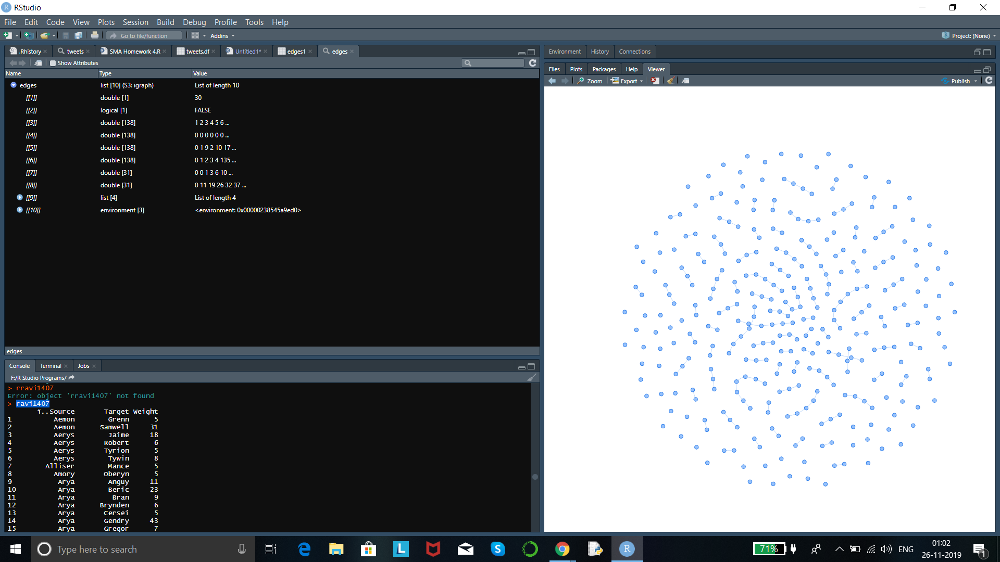 RStudio
File Edit Code View Plots Session Build Debug Profile Tools Help
Go to file/function Addins Project: (None)
.Rhistory tweets SMA Homework 4.R tweets.df Untitled1* edges1 edges
Show Attributes
Name Type Value
edges list [10] (S3: igraph) List of length 10
[[1]] double [1] 30
[[2]] logical [1] FALSE
[[3]] double [138] 1 2 3 4 5 6 ...
[[4]] double [138] 0 0 0 0 0 0 ...
[[5]] double [138] 0 1 9 2 10 17 ...
[[6]] double [138] 0 1 2 3 4 135 ...
[[7]] double [31] 0 0 1 3 6 10 ...
[[8]] double [31] 0 11 19 26 32 37 ...
[[9]] list [4] List of length 4
[[10]] environment [3] <environment: 0x00000238545a9ed0>
edges
Console Terminal Jobs
F:/R Studio Programs/
> rravi1407
Error: object 'rravi1407' not found
> ravi1407
ï..Source Target Weight
1 Aemon Grenn 5
2 Aemon Samwell 31
3 Aerys Jaime 18
4 Aerys Robert 6
5 Aerys Tyrion 5
6 Aerys Tywin 8
7 Alliser Mance 5
8 Amory Oberyn 5
9 Arya Anguy 11
10 Arya Beric 23
11 Arya Bran 9
12 Arya Brynden 6
13 Arya Cersei 5
14 Arya Gendry 43
15 Arya Gregor 7
Environment History Connections
Files Plots Packages Help Viewer
Zoom Export Publish
Type here to search
71%
ENG
01:02
26-11-2019
1